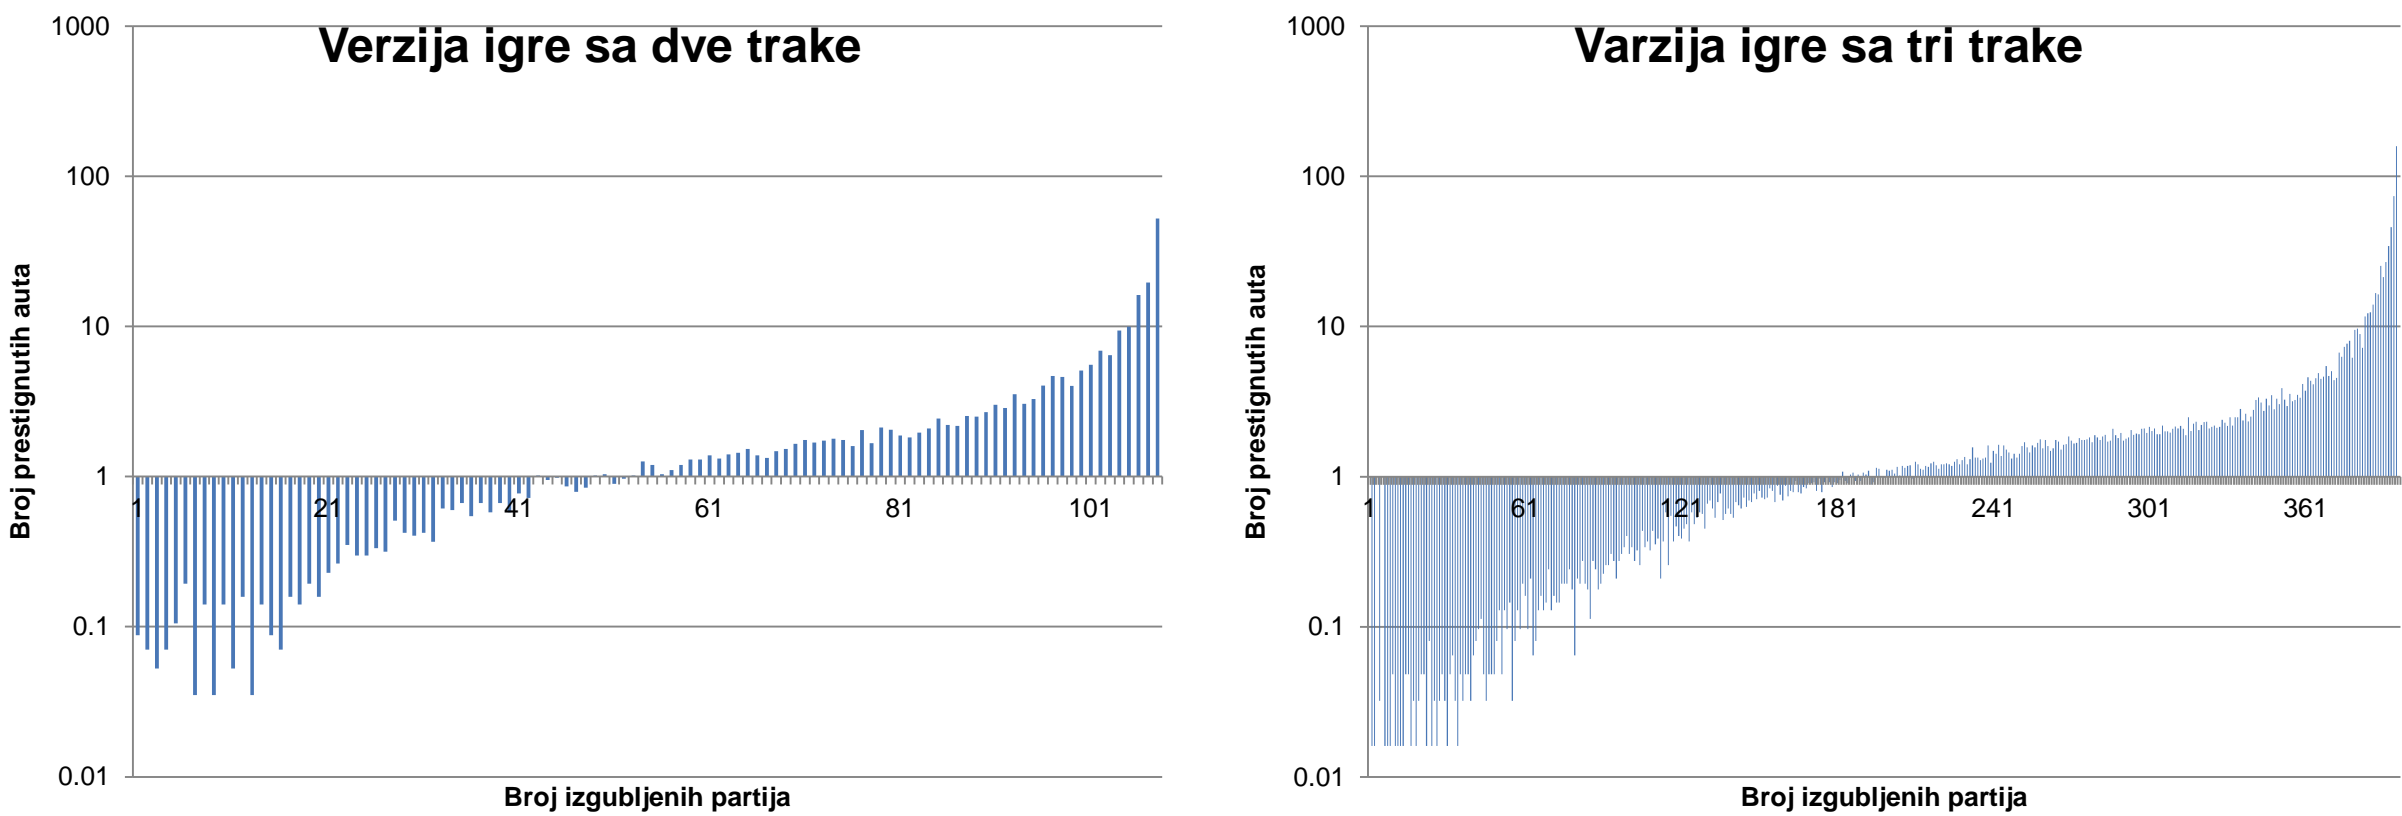 Verzija igre sa dve trake
1000
100
10
1
0.1
0.01
1 21 41 61 81 101
Broj prestignutih auta
Broj izgubljenih partija
Varzija igre sa tri trake
1000
100
10
1
0.1
0.01
1 61 121 181 241 301 361
Broj prestignutih auta
Broj izgubljenih partija